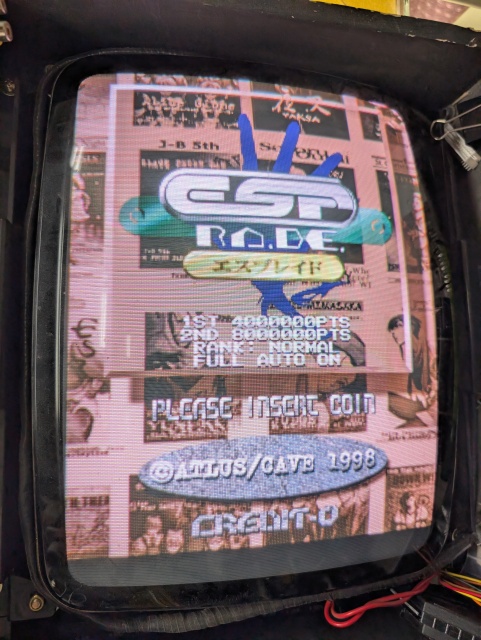 J-B 5th
ESP
RA.DE.
エスプレイド
1ST 4000000PTS
2ND 8000000PTS
RANK: NORMAL
FULL AUTO ON
PLEASE INSERT COIN
©ATLUS/CAVE 1998
CREDIT-0